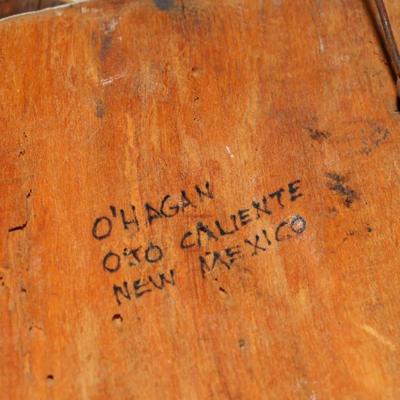 O'HAGAN
OJO CALIENTE
NEW MEXICO